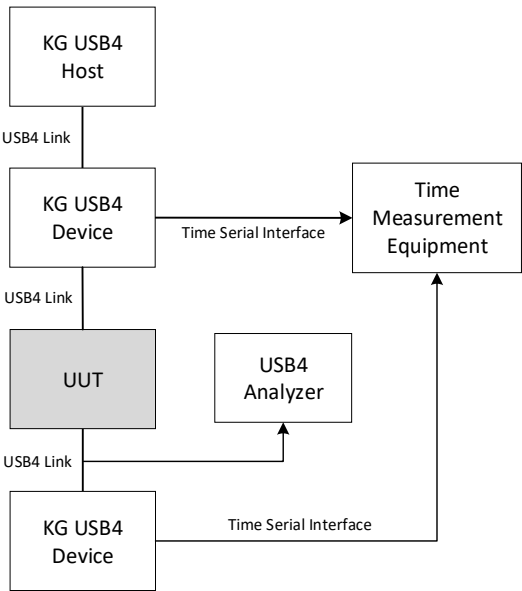 KG USB4
Host
USB4 Link
KG USB4
Device
Time Serial Interface
Time
Measurement
Equipment
USB4 Link
UUT
USB4
Analyzer
USB4 Link
KG USB4
Device
Time Serial Interface